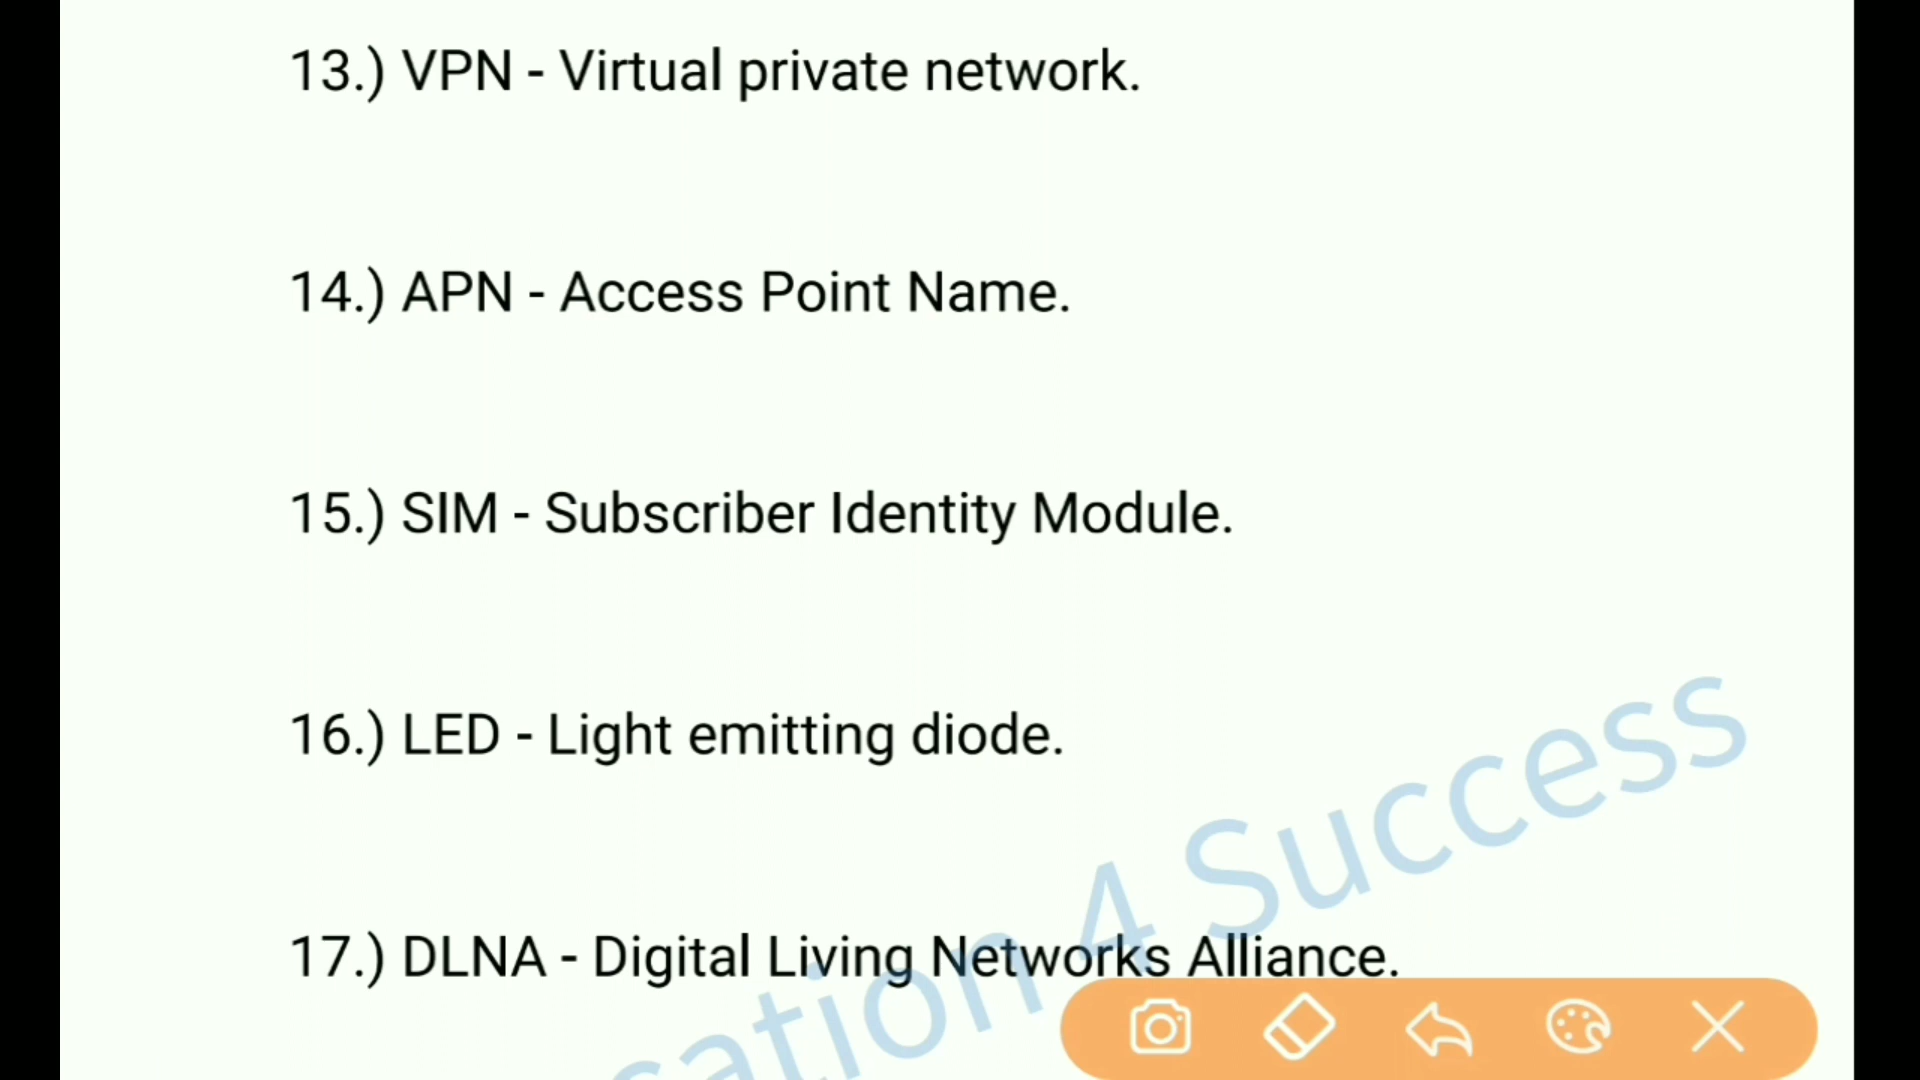 13.) VPN - Virtual private network.
14.) APN - Access Point Name.
15.) SIM - Subscriber Identity Module.
16.) LED - Light emitting diode.
17.) DLNA - Digital Living Networks Alliance.
4 Success